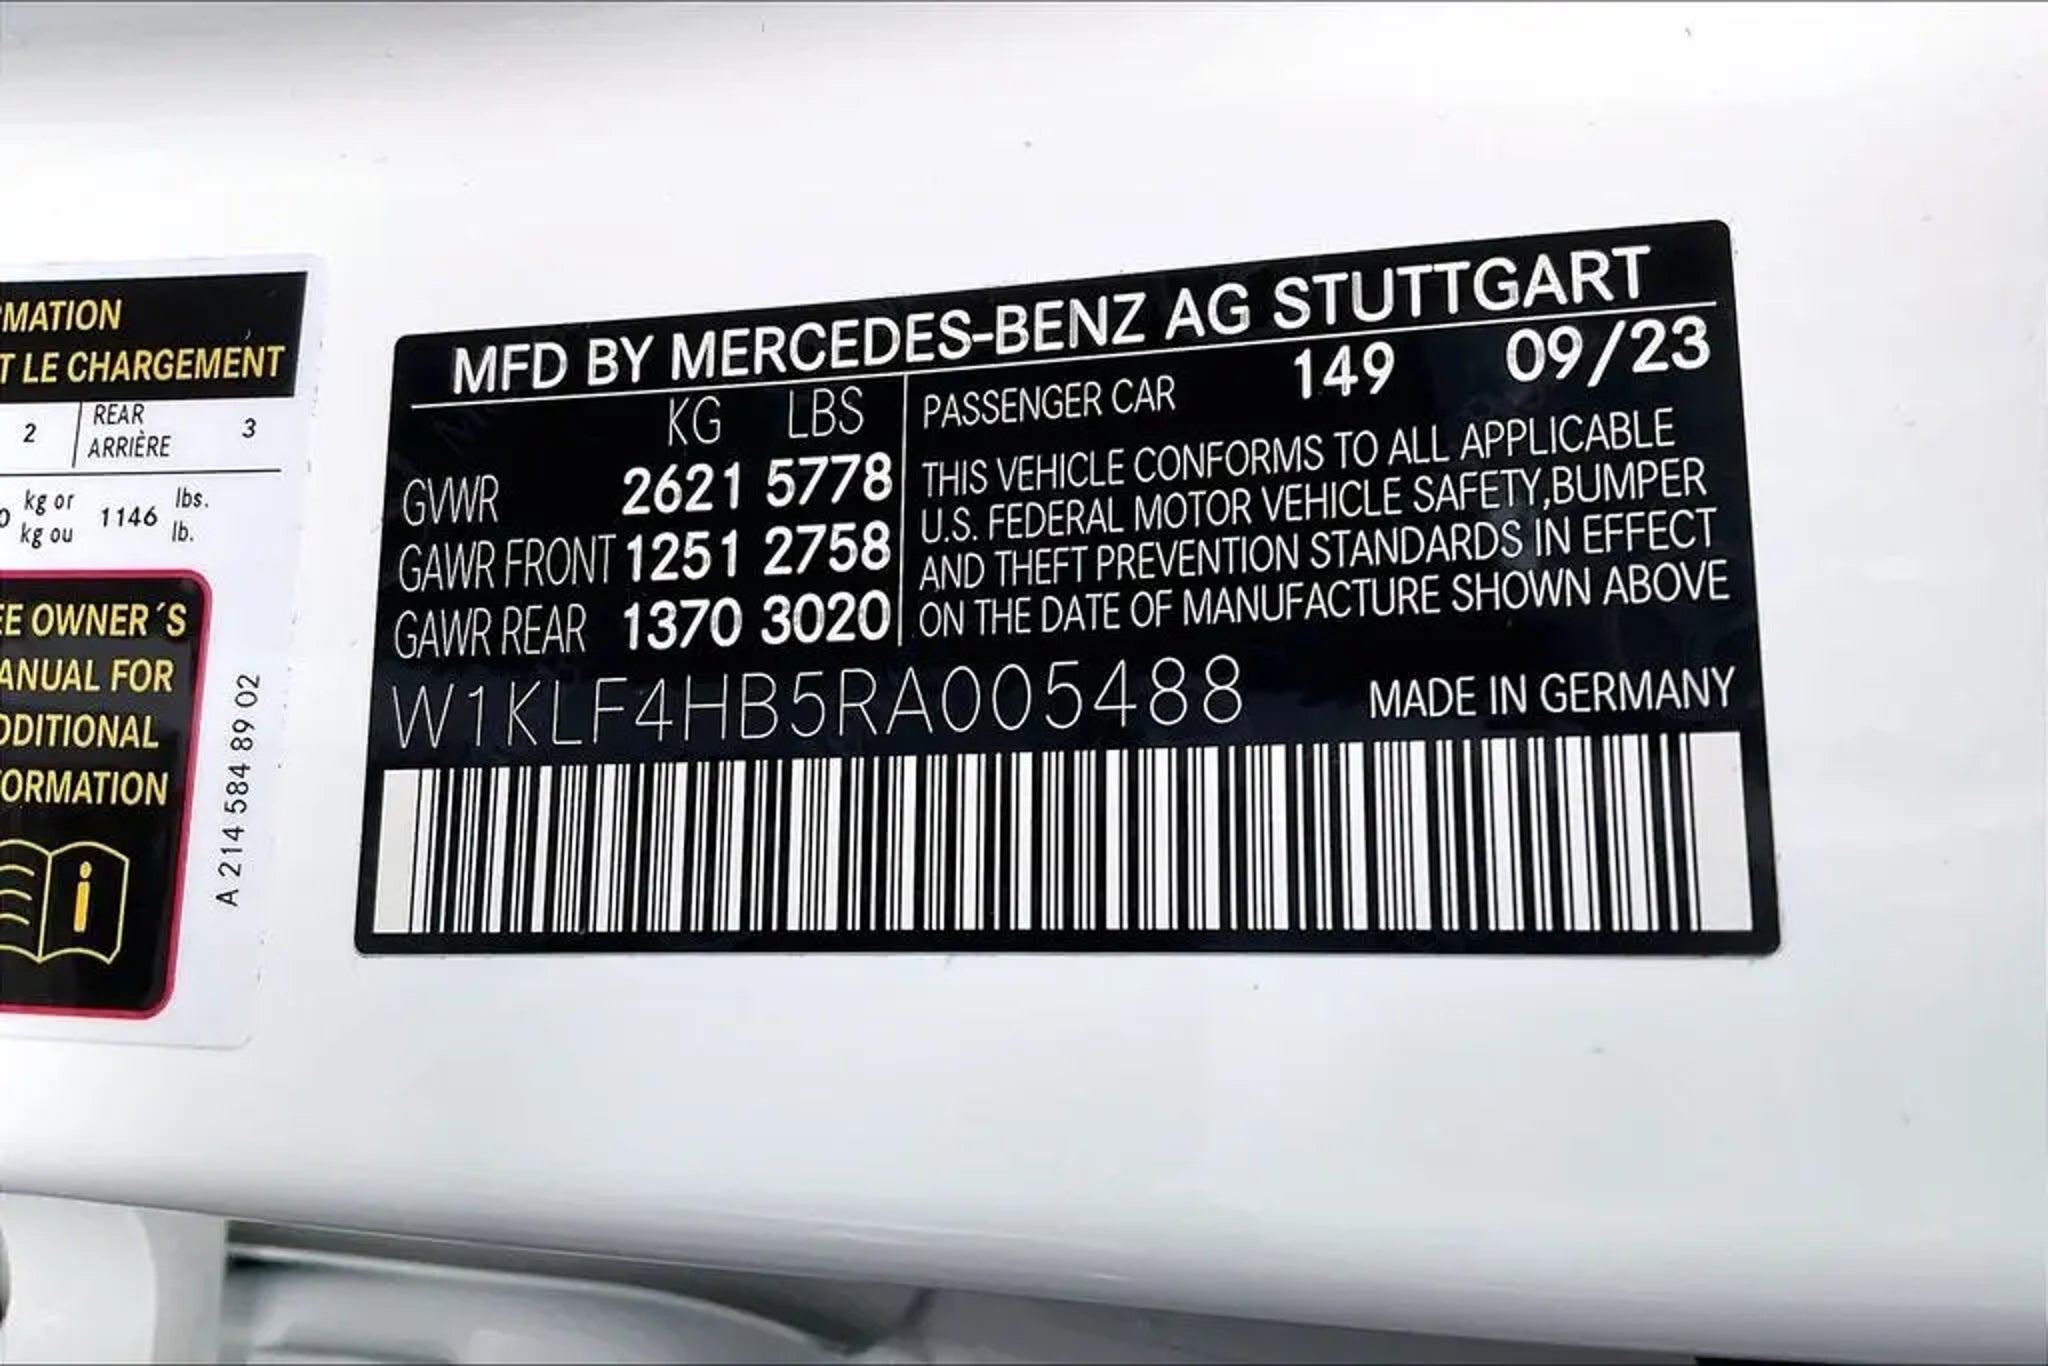 MATION
T LE CHARGEMENT
2 REAR 3
ARRIÈRE
0 kg or 1146 lbs.
kg ou lb.
EE OWNER´S
ANUAL FOR
DDITIONAL
ORMATION
i
A 214 584 89 02
MFD BY MERCEDES-BENZ AG STUTTGART
KG LBS
GVWR 2621 5778
GAWR FRONT 1251 2758
GAWR REAR 1370 3020
PASSENGER CAR 149 09/23
THIS VEHICLE CONFORMS TO ALL APPLICABLE
U.S. FEDERAL MOTOR VEHICLE SAFETY,BUMPER
AND THEFT PREVENTION STANDARDS IN EFFECT
ON THE DATE OF MANUFACTURE SHOWN ABOVE
W1KLF4HB5RA005488 MADE IN GERMANY